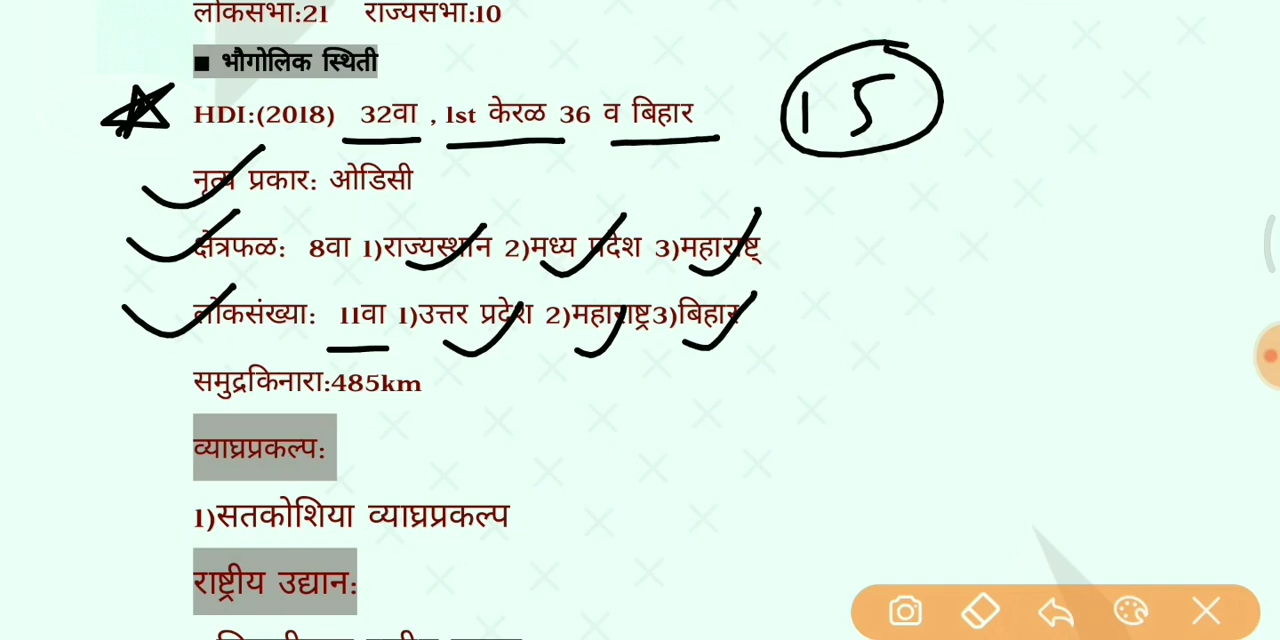 लोकसभा:21 राज्यसभा:10
■ भौगोलिक स्थिती
HDI:(2018) 32वा , 1st केरळ 36 व बिहार
15
नृत्य प्रकार: ओडिसी
क्षेत्रफळ: 8वा 1)राज्यस्थान 2)मध्य प्रदेश 3)महाराष्ट्
लोकसंख्या: 11वा 1)उत्तर प्रदेश 2)महाराष्ट्र3)बिहार
समुद्रकिनारा:485km
व्याघ्रप्रकल्प:
1)सतकोशिया व्याघ्रप्रकल्प
राष्ट्रीय उद्यान: